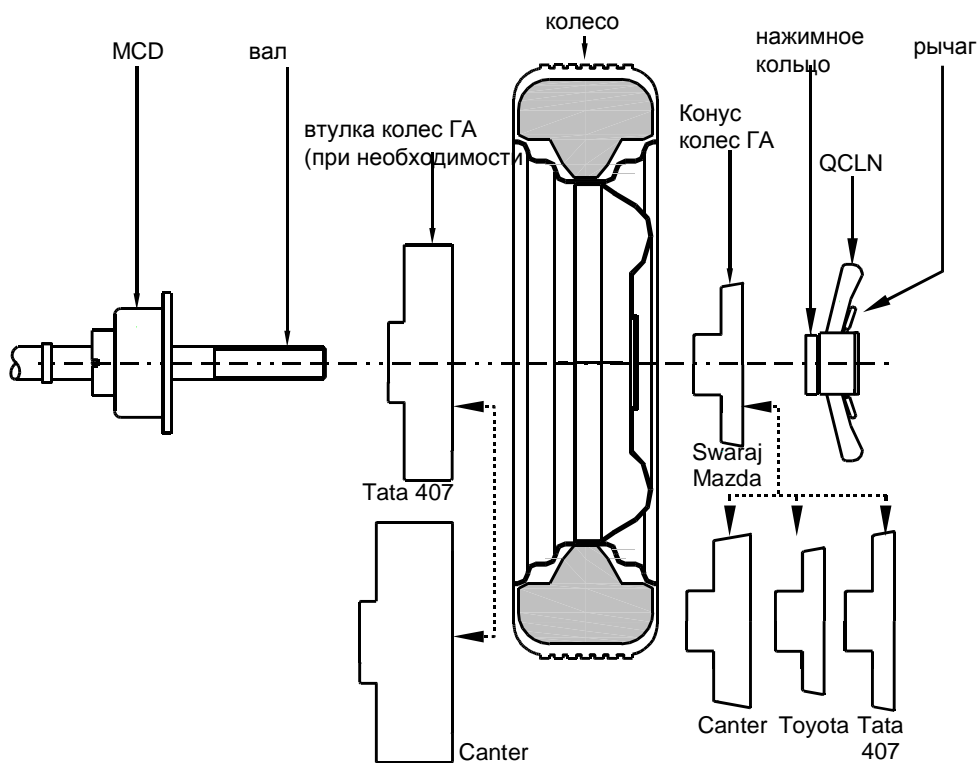 колесо
MCD
вал
нажимное
кольцо
рычаг
втулка колес ГА
(при необходимости
Конус
колес ГА
QCLN
Swaraj
Mazda
Tata 407
Canter
Canter
Toyota
Tata
407